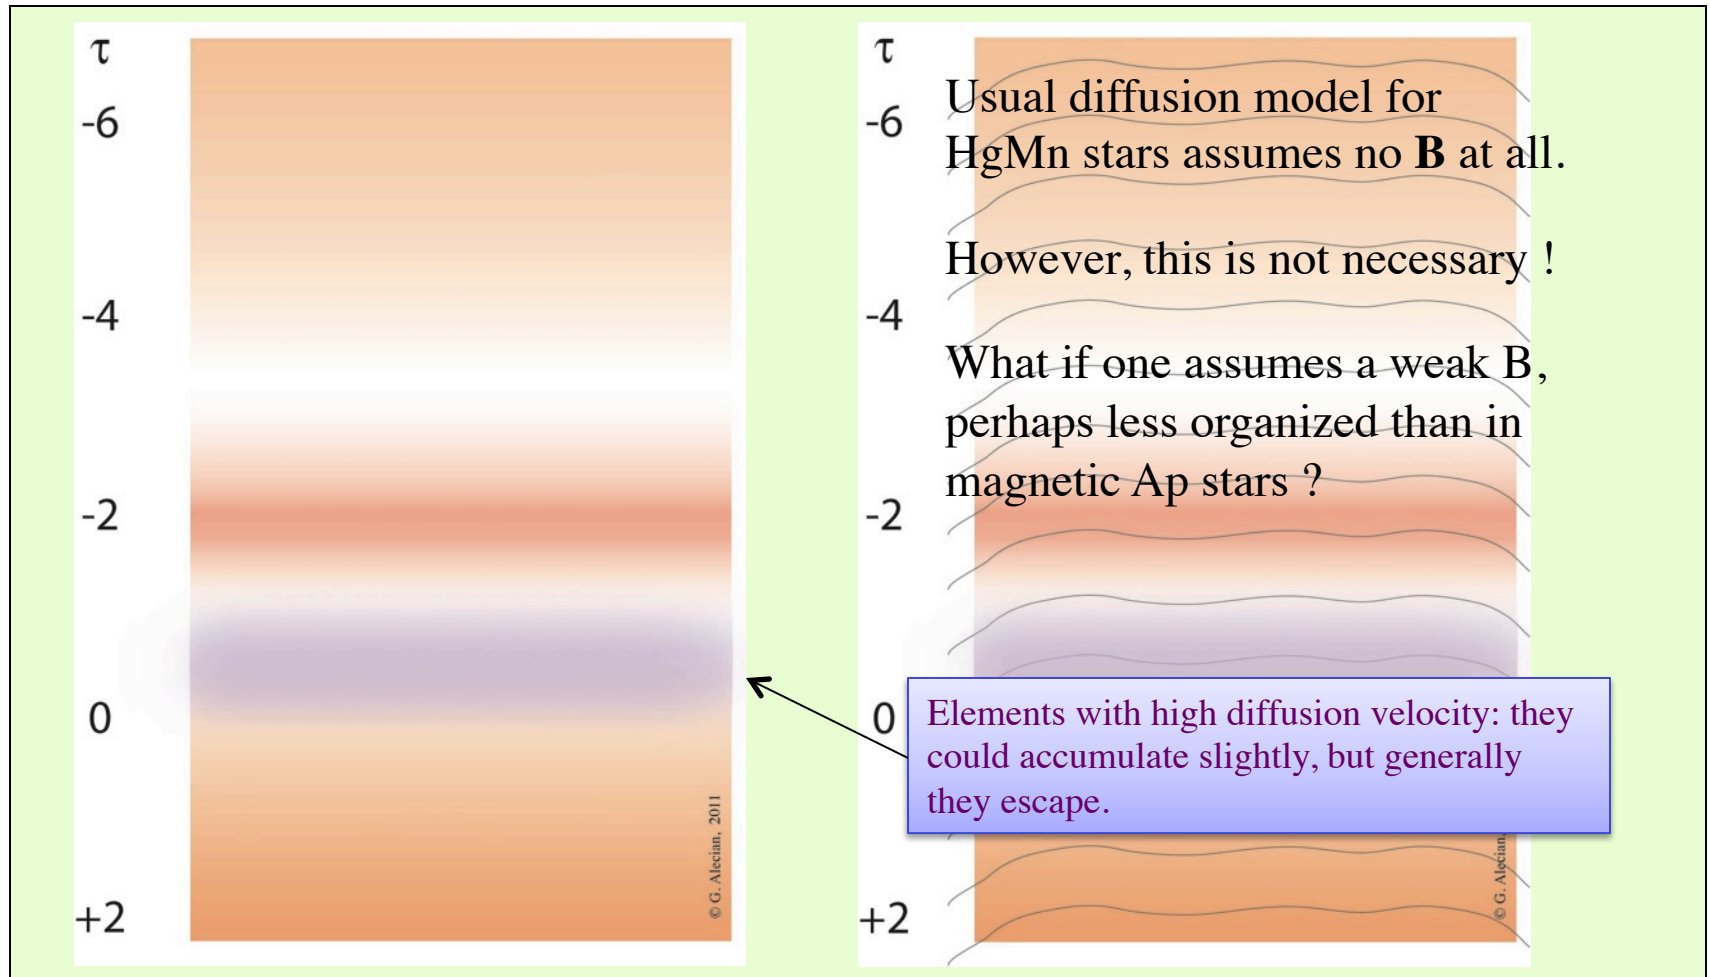 τ
-6
-4
-2
0
+2
© G. Alecian, 2011
τ
-6
-4
-2
0
+2
Usual diffusion model for
HgMn stars assumes no B at all.
However, this is not necessary !
What if one assumes a weak B,
perhaps less organized than in
magnetic Ap stars ?
Elements with high diffusion velocity: they
could accumulate slightly, but generally
they escape.
© G. Alecian,